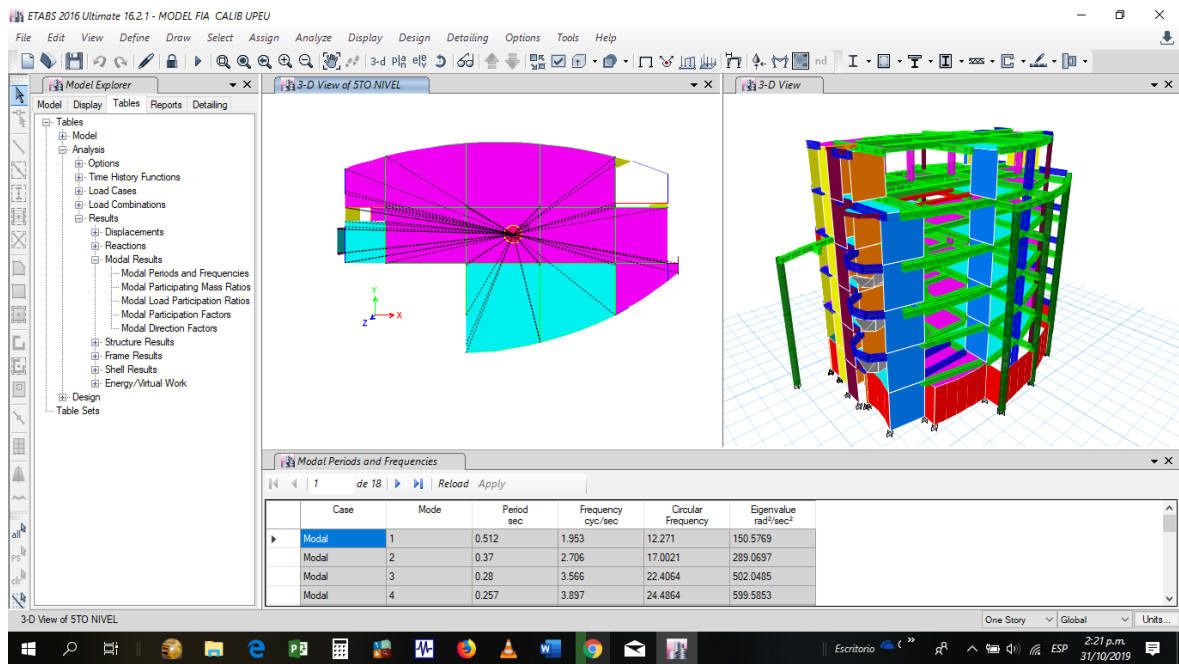 ETABS 2016 Ultimate 16.2.1 - MODEL FIA CALIB UPEU
File Edit View Define Draw Select Assign Analyze Display Design Detailing Options Tools Help
3-d
nd
Model Explorer
Model Display Tables Reports Detailing
Tables
Model
Analysis
Options
Time History Functions
Load Cases
Load Combinations
Results
Displacements
Reactions
Modal Results
Modal Periods and Frequencies
Modal Participating Mass Ratios
Modal Load Participation Ratios
Modal Participation Factors
Modal Direction Factors
Structure Results
Frame Results
Shell Results
Energy/Virtual Work
Design
Table Sets
all
ps
clr
3-D View of 5TO NIVEL
Y
Z X
3-D View
Modal Periods and Frequencies
1 de 18 Reload Apply
Case Mode Period sec Frequency cyc/sec Circular Frequency Eigenvalue rad²/sec²
Modal 1 0.512 1.953 12.271 150.5769
Modal 2 0.37 2.706 17.0021 289.0697
Modal 3 0.28 3.566 22.4064 502.0485
Modal 4 0.257 3.897 24.4864 599.5853
3-D View of 5TO NIVEL One Story Global Units...
Escritorio ESP 2:21 p.m.
31/10/2019